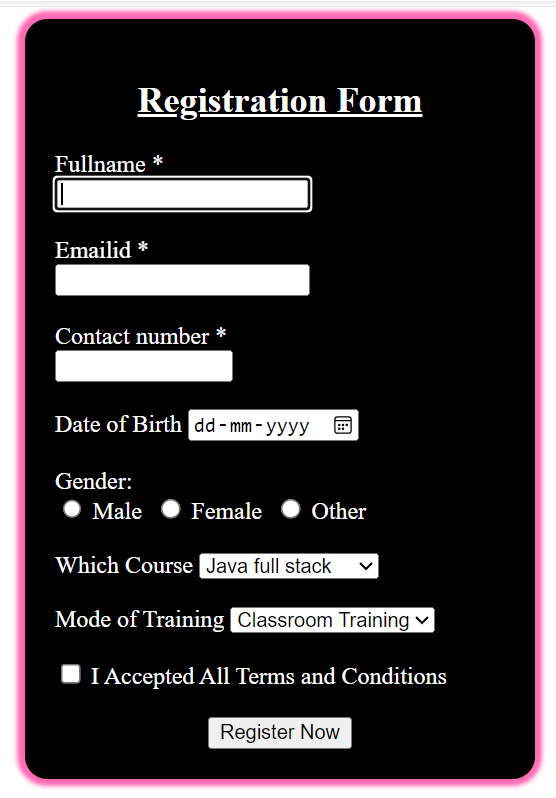 Registration Form
Fullname *
Emailid *
Contact number *
Date of Birth dd-mm-yyyy
Gender:
Male Female Other
Which Course Java full stack
Mode of Training Classroom Training
I Accepted All Terms and Conditions
Register Now